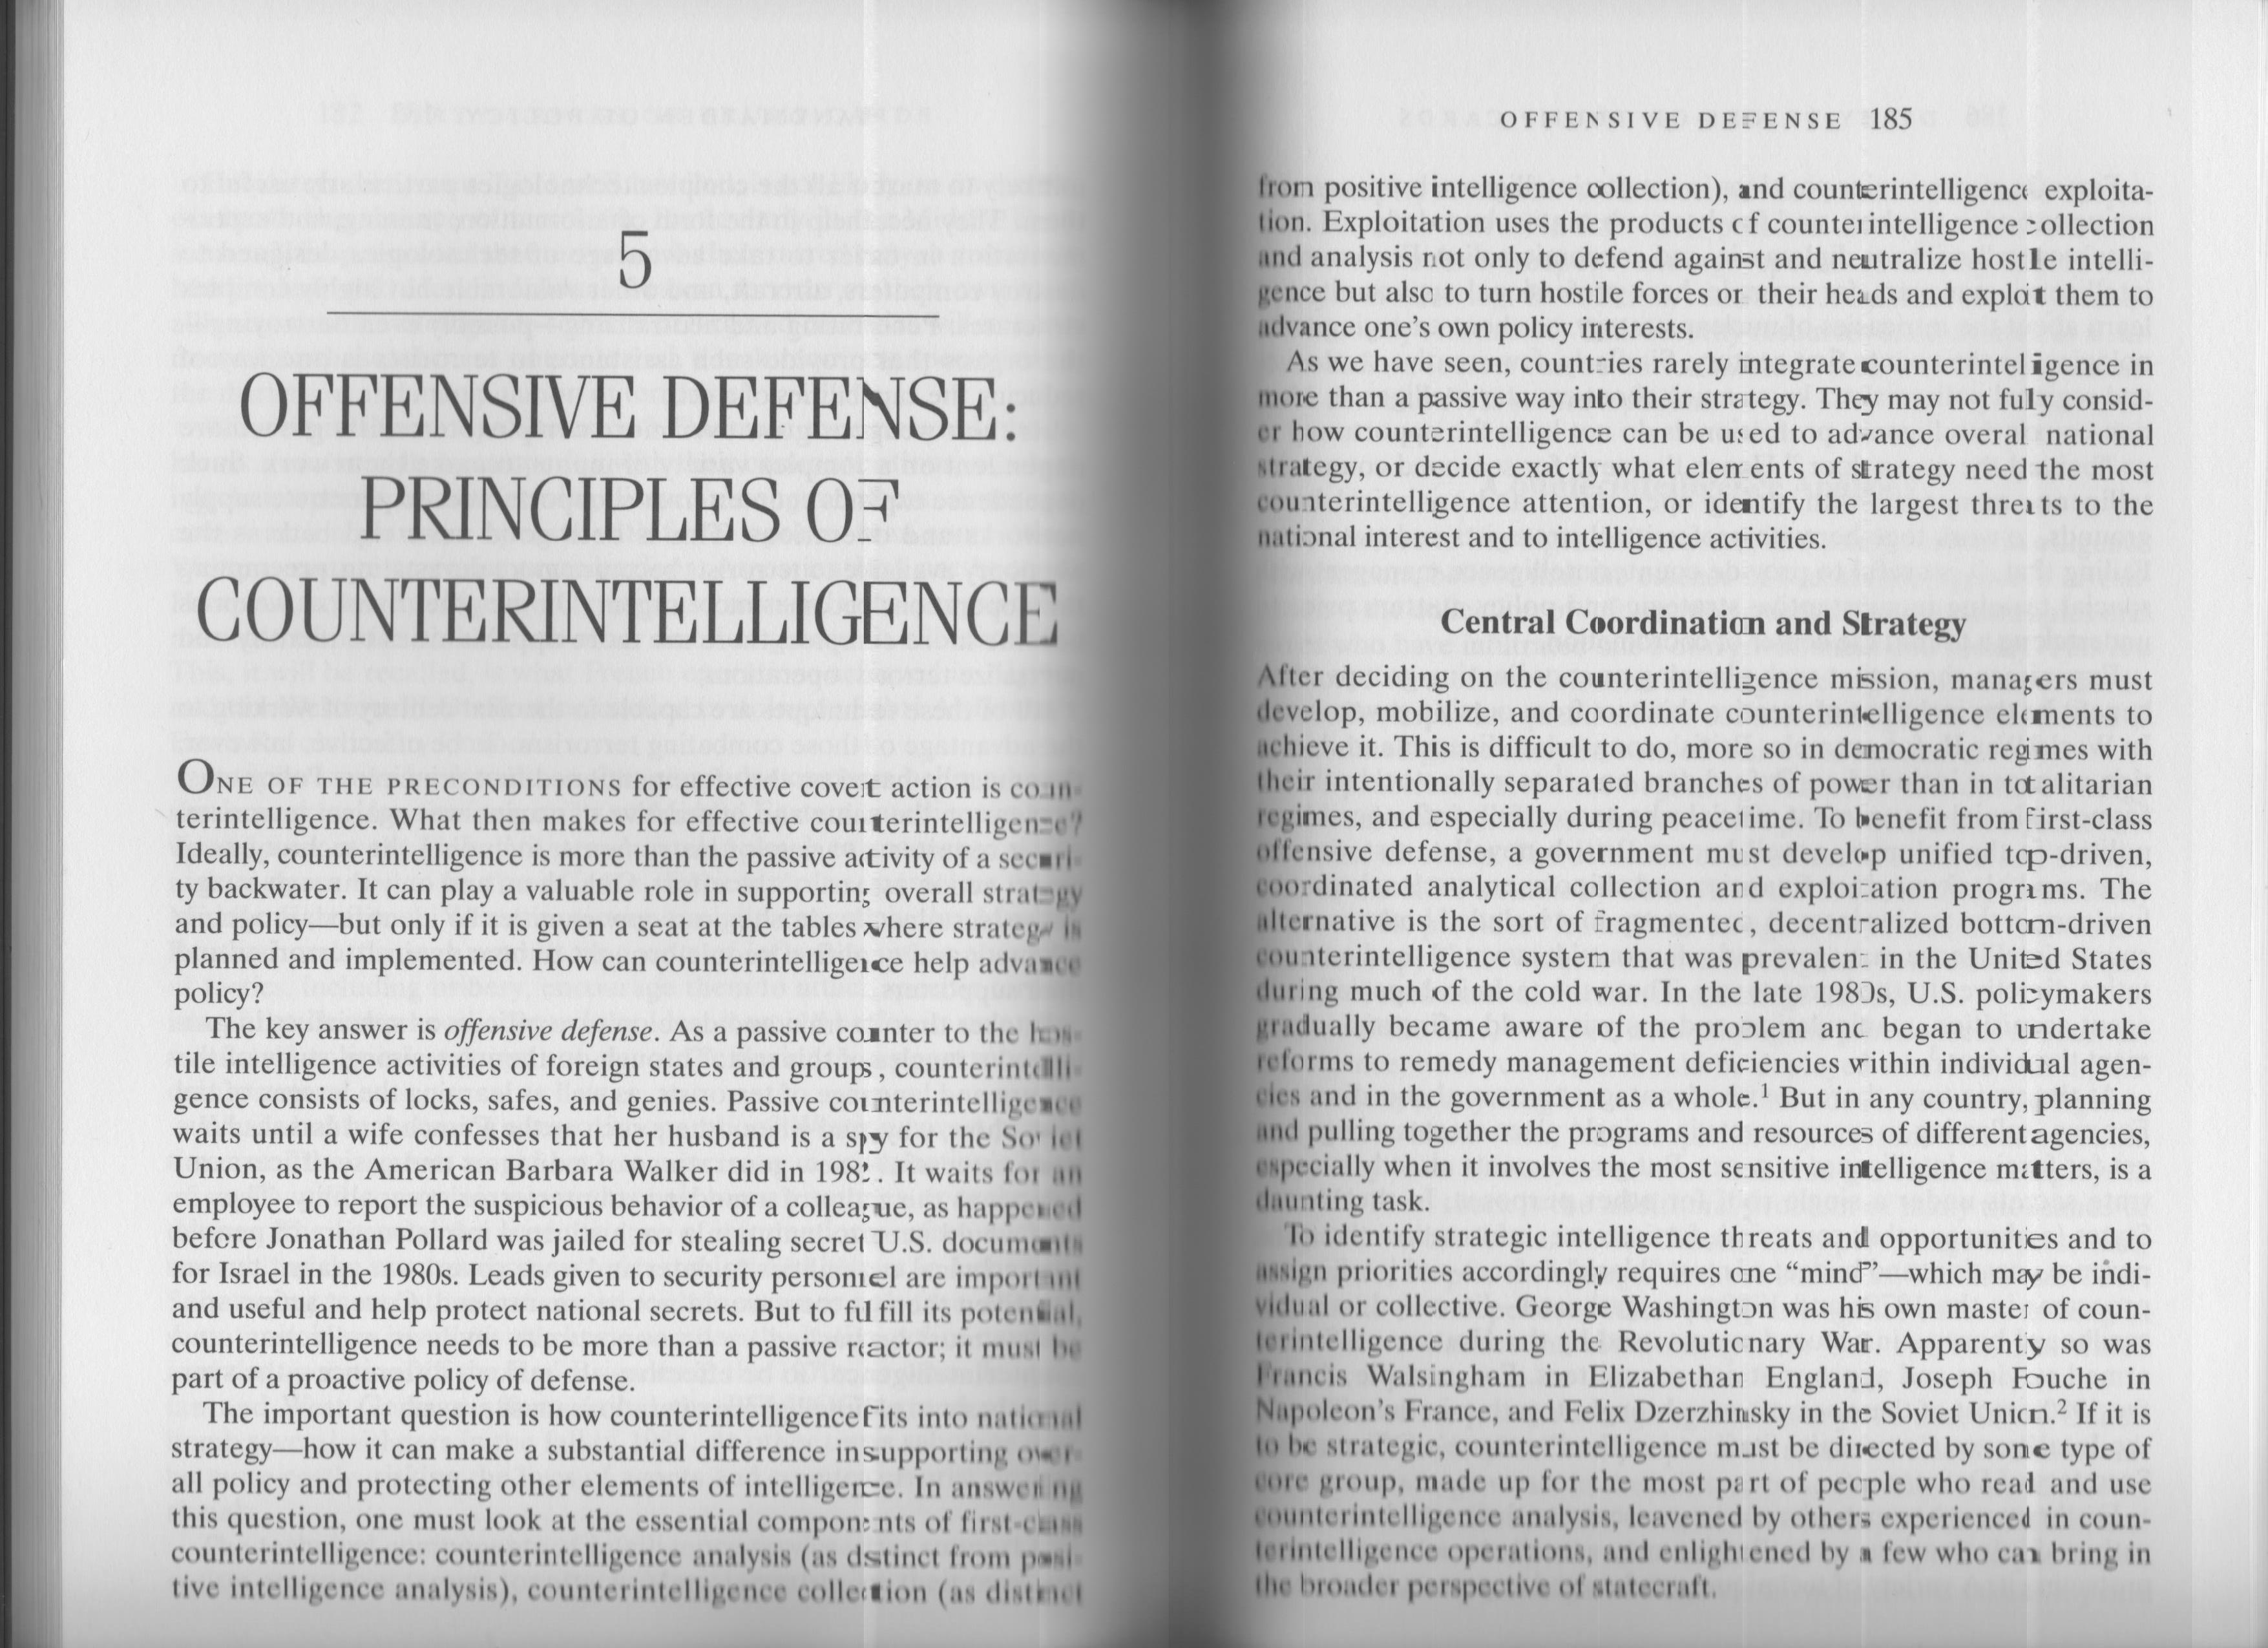 5
OFFENSIVE DEFENSE:
PRINCIPLES OF
COUNTERINTELLIGENCE
ONE OF THE PRECONDITIONS for effective covert action is coun-
terintelligence. What then makes for effective counterintelligence?
Ideally, counterintelligence is more than the passive activity of a securi-
ty backwater. It can play a valuable role in supporting overall strategy
and policy—but only if it is given a seat at the tables where strategy is
planned and implemented. How can counterintelligence help advance
policy?
The key answer is offensive defense. As a passive counter to the hos-
tile intelligence activities of foreign states and groups, counterintelli-
gence consists of locks, safes, and genies. Passive counterintelligence
waits until a wife confesses that her husband is a spy for the Soviet
Union, as the American Barbara Walker did in It waits for an
employee to report the suspicious behavior of a colleague, as happened
before Jonathan Pollard was jailed for stealing secret U.S. documents
for Israel in the 1980s. Leads given to security personnel are important
and useful and help protect national secrets. But to fulfill its potential,
counterintelligence needs to be more than a passive reactor; it must be
part of a proactive policy of defense.
The important question is how counterintelligence fits into national
strategy—how it can make a substantial difference in supporting over-
all policy and protecting other elements of intelligence. In answering
this question, one must look at the essential components of first-class
counterintelligence: counterintelligence analysis (as distinct from posi-
tive intelligence analysis), counterintelligence collection (as distinct
OFFENSIVE DEFENSE 185
from positive intelligence collection), and counterintelligence exploita-
tion. Exploitation uses the products of counterintelligence collection
and analysis not only to defend against and neutralize hostile intelli-
gence but also to turn hostile forces on their heads and exploit them to
advance one's own policy interests.
As we have seen, countries rarely integrate counterintelligence in
more than a passive way into their strategy. They may not fully consid-
er how counterintelligence can be used to advance overall national
strategy, or decide exactly what elements of strategy need the most
counterintelligence attention, or identify the largest threats to the
national interest and to intelligence activities.
Central Coordination and Strategy
After deciding on the counterintelligence mission, managers must
develop, mobilize, and coordinate counterintelligence elements to
achieve it. This is difficult to do, more so in democratic regimes with
their intentionally separated branches of power than in totalitarian
regimes, and especially during peacetime. To benefit from first-class
offensive defense, a government must develop unified top-driven,
coordinated analytical collection and exploitation programs. The
alternative is the sort of fragmented, decentralized bottom-driven
counterintelligence system that was prevalent in the United States
during much of the cold war. In the late 1980s, U.S. policymakers
gradually became aware of the problem and began to undertake
reforms to remedy management deficiencies within individual agen-
cies and in the government as a whole.¹ But in any country, planning
and pulling together the programs and resources of different agencies,
especially when it involves the most sensitive intelligence matters, is a
daunting task.
To identify strategic intelligence threats and opportunities and to
assign priorities accordingly requires one “mind”—which may be indi-
vidual or collective. George Washington was his own master of coun-
terintelligence during the Revolutionary War. Apparently so was
Francis Walsingham in Elizabethan England, Joseph Fouche in
Napoleon's France, and Felix Dzerzhinsky in the Soviet Union.² If it is
to be strategic, counterintelligence must be directed by some type of
core group, made up for the most part of people who read and use
counterintelligence analysis, leavened by others experienced in coun-
terintelligence operations, and enlightened by a few who can bring in
the broader perspective of statecraft.